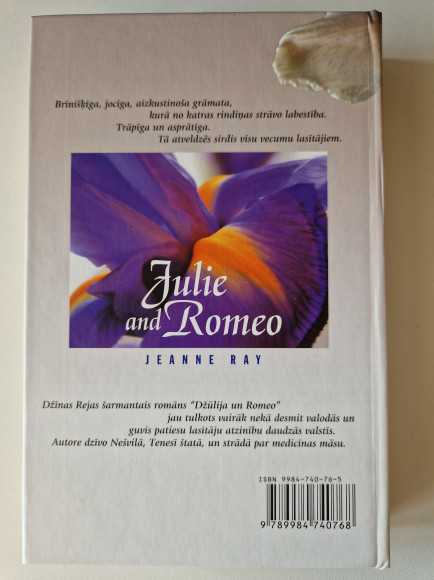 Brīnišķīga, jocīga, aizkustinoša grāmata,
kurā no katras rindiņas strāvo labestība.
Trāpīga un asprātīga.
Tā atveldzēs sirdis visu vecumu lasītājiem.
Julie
and Romeo
JEANNE RAY
Džīnas Rejas šarmantais romāns "Džūlija un Romeo"
jau tulkots vairāk nekā desmit valodās un
guvis patiesu lasītāju atzinību daudzās valstīs.
Autore dzīvo Nešvilā, Tenesī štatā, un strādā par medicīnas māsu.
ISBN 9984-740-76-5
9 789984 740768